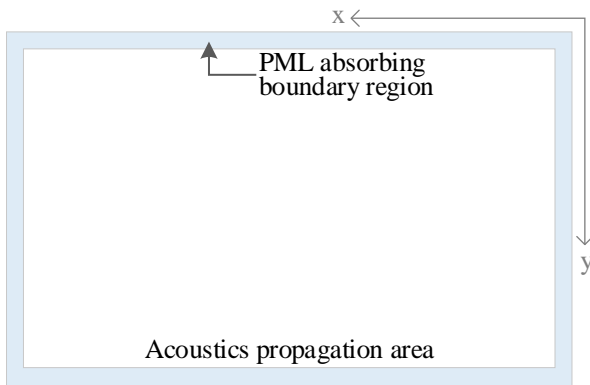 x
PML absorbing
boundary region
y
Acoustics propagation area